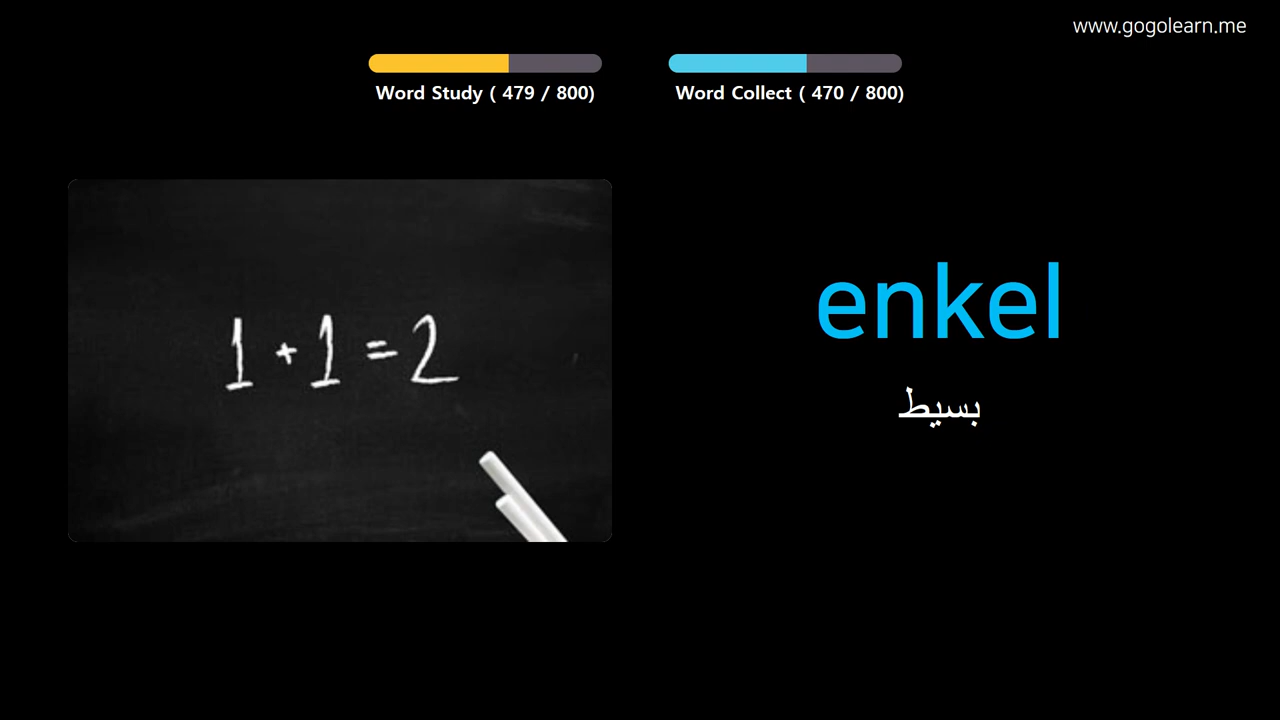 www.gogolearn.me
Word Study ( 479 / 800)
Word Collect ( 470 / 800)
1 + 1 = 2
enkel
بسيط